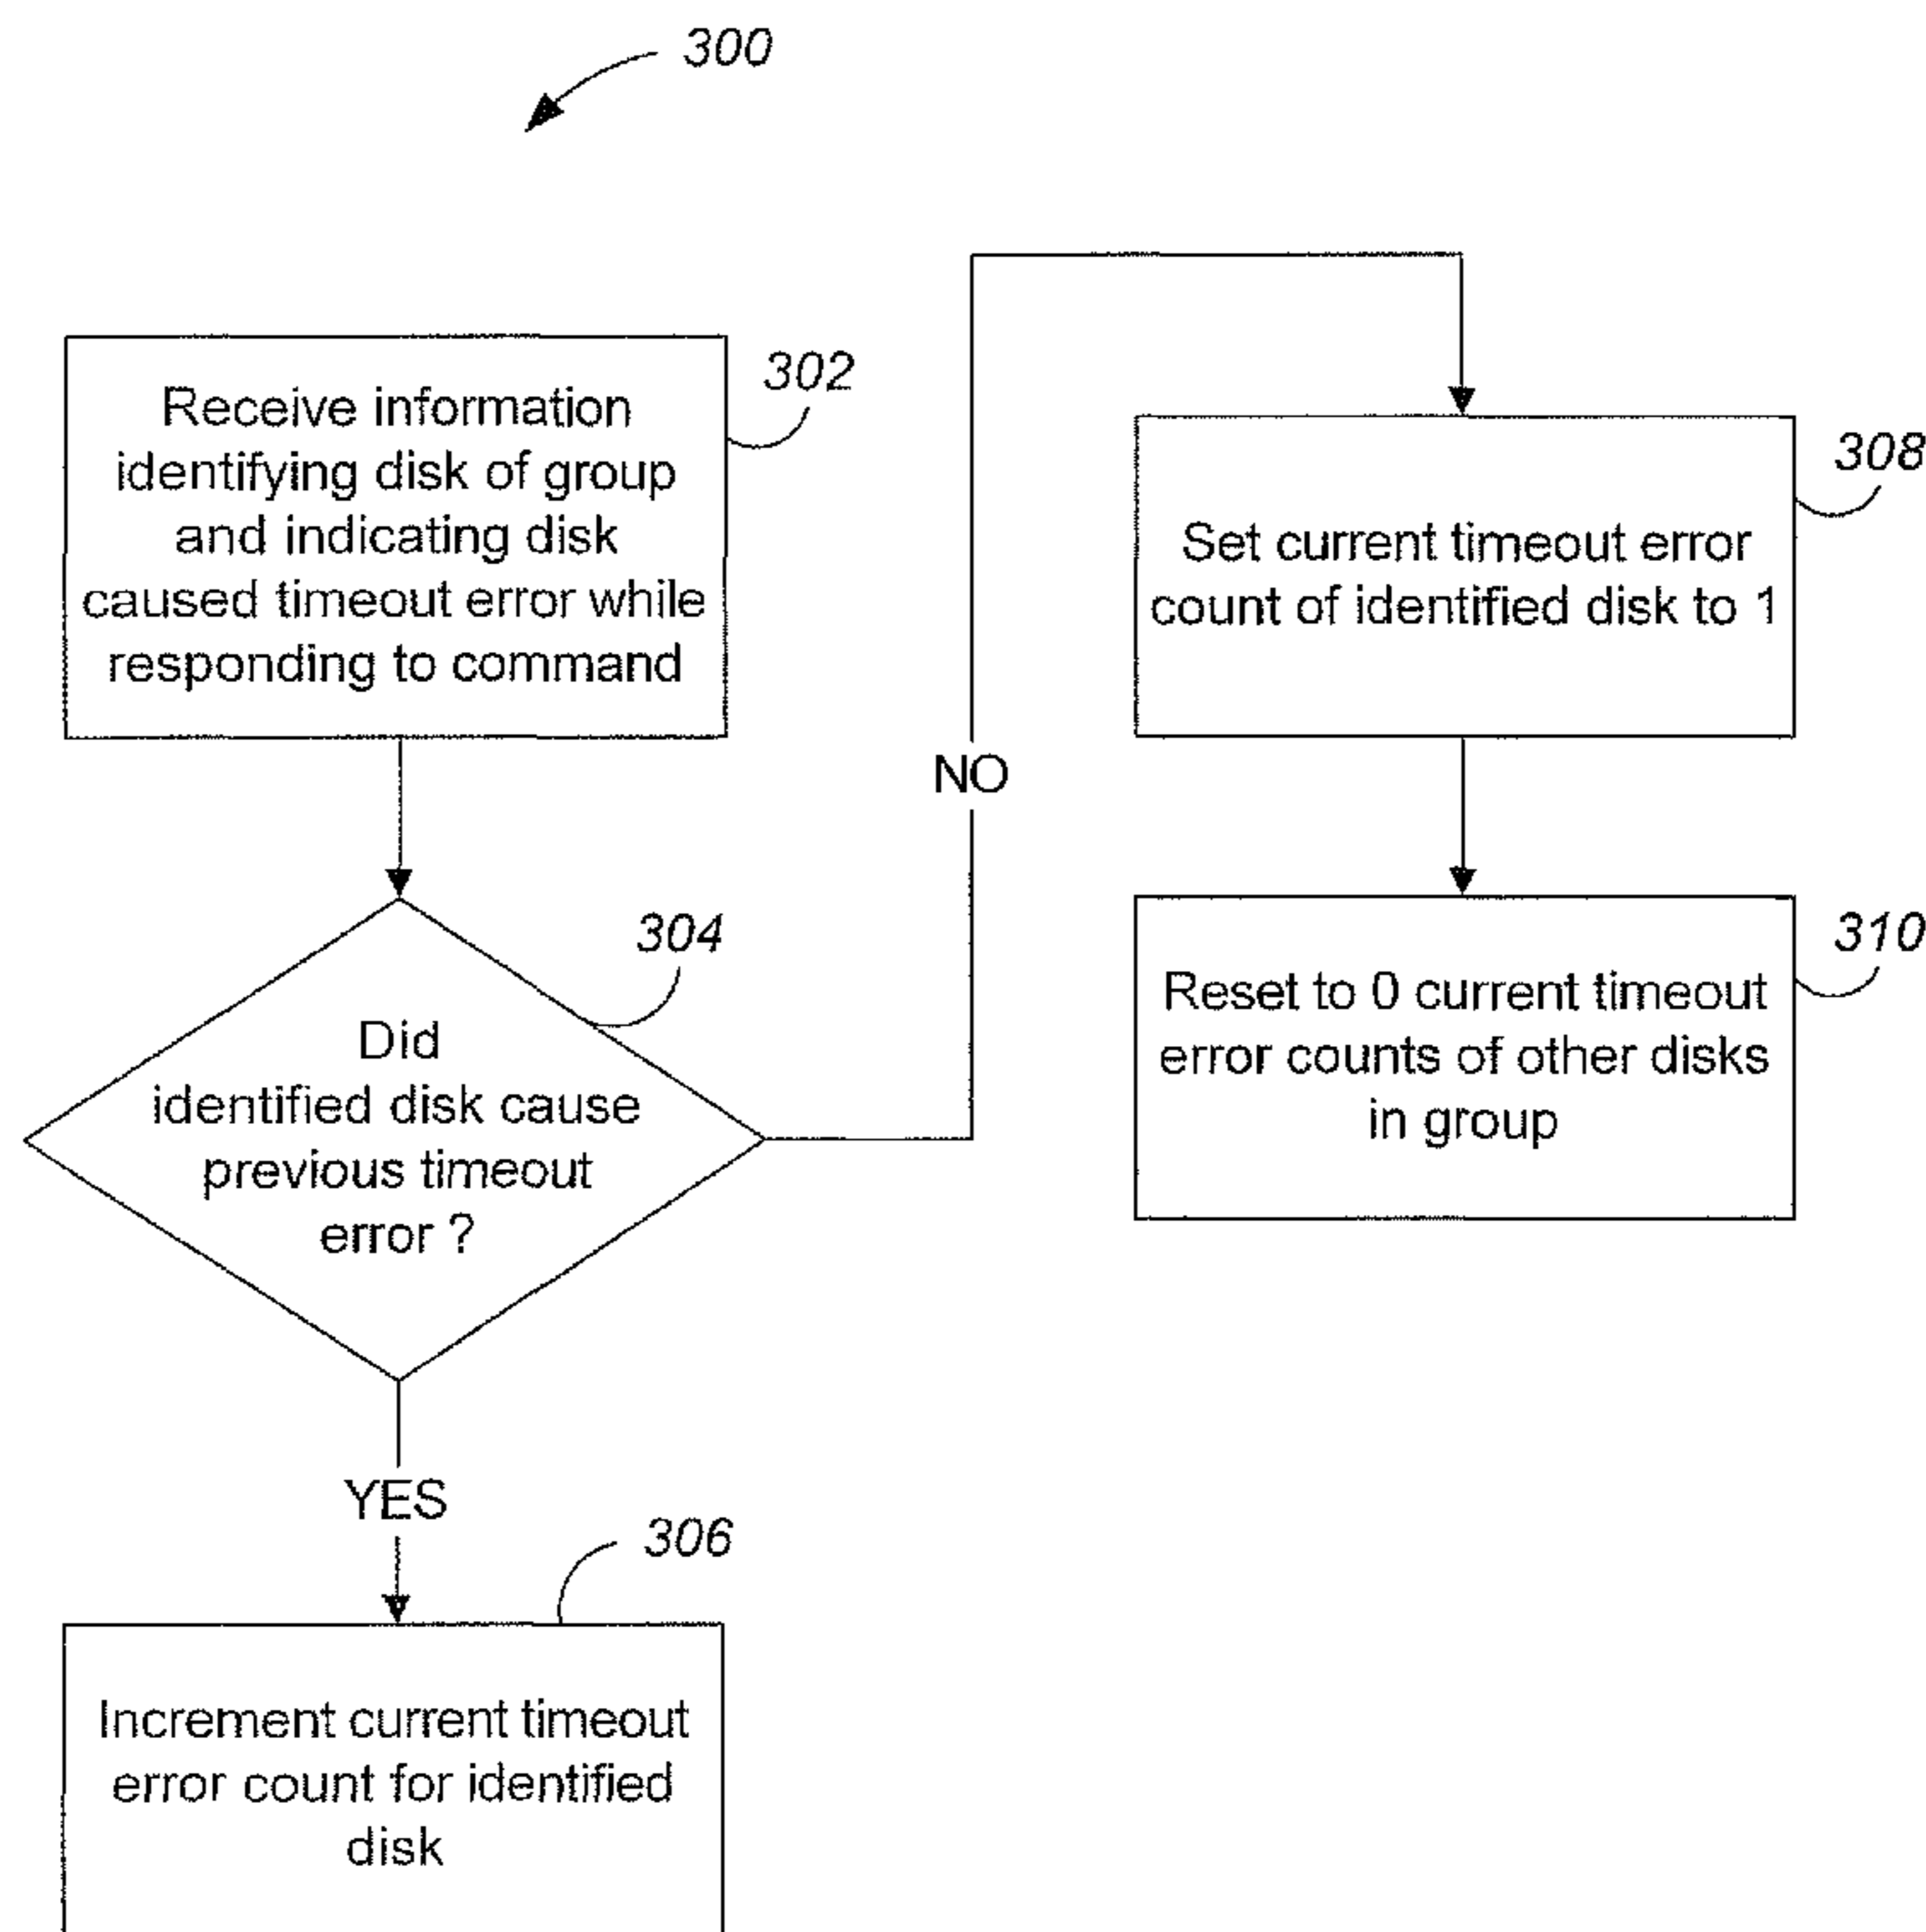 300
Receive information
identifying disk of group
and indicating disk
caused timeout error while
responding to command
302
Did
identified disk cause
previous timeout
error ?
304
YES
Increment current timeout
error count for identified
disk
306
NO
Set current timeout error
count of identified disk to 1
308
Reset to 0 current timeout
error counts of other disks
in group
310